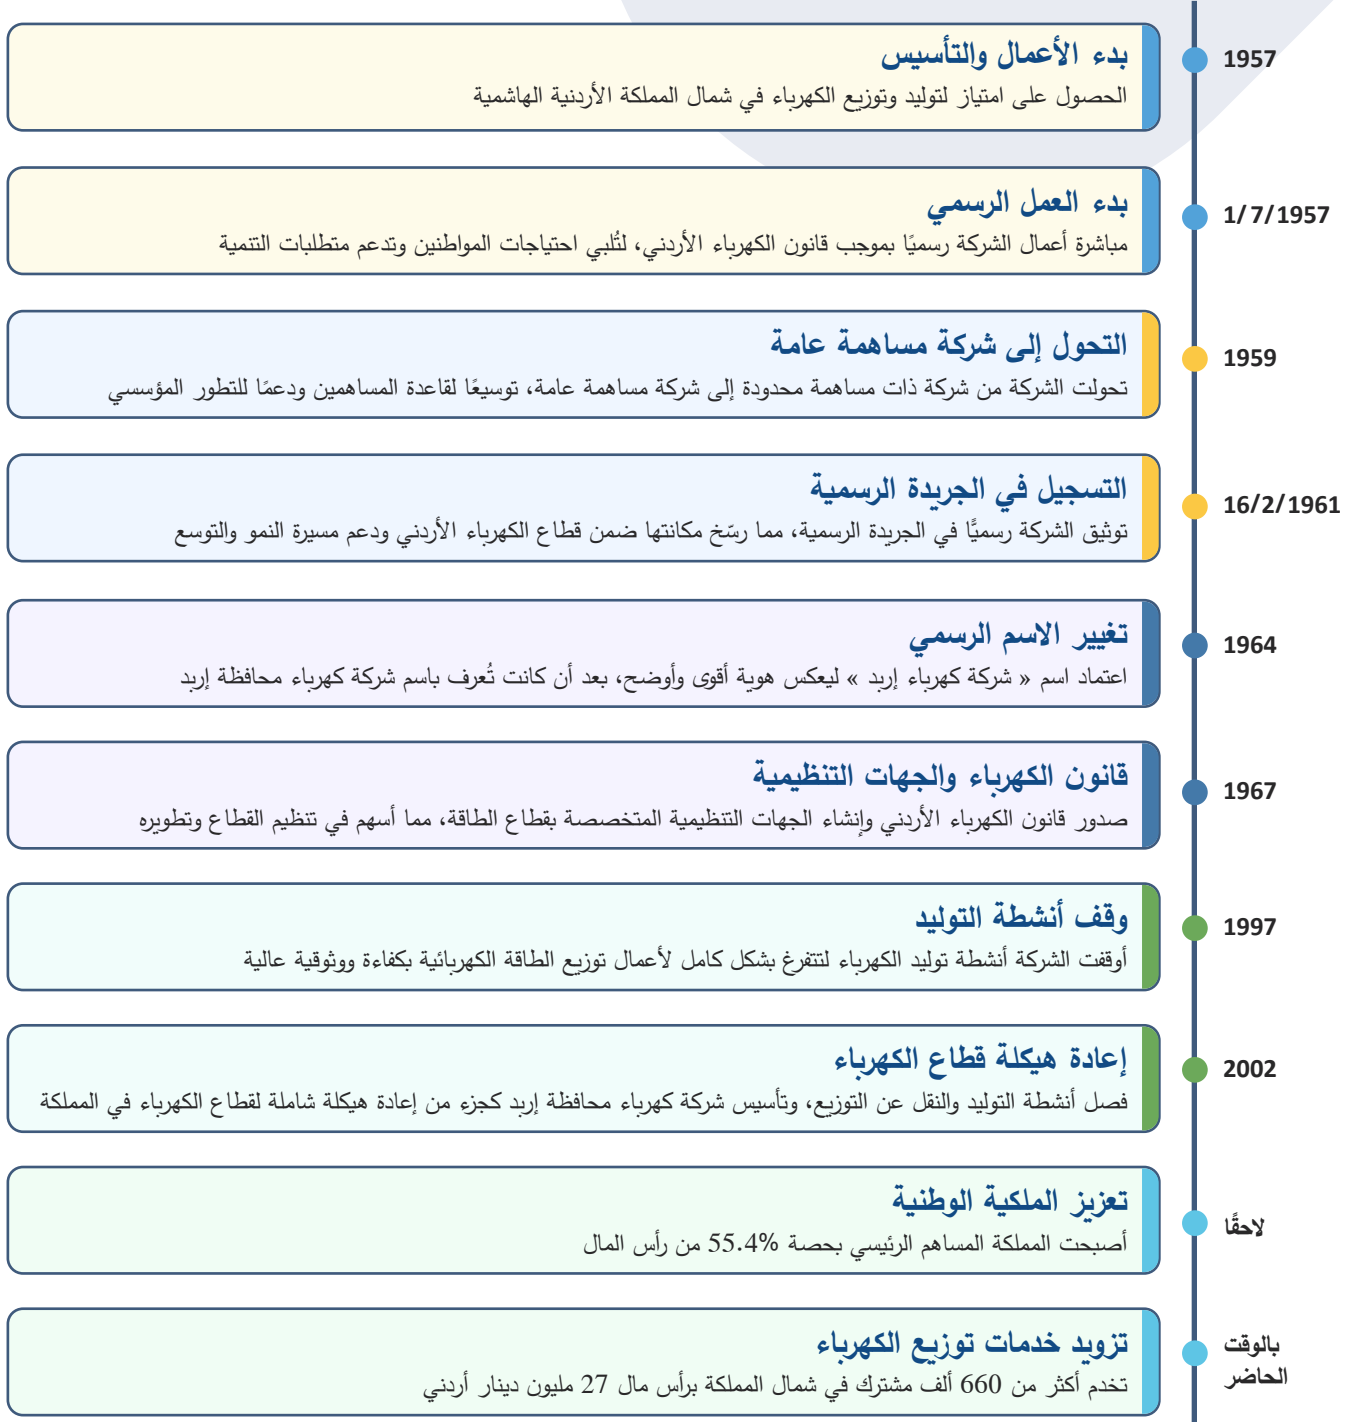 1957
بدء الأعمال والتأسيس
الحصول على امتياز لتوليد وتوزيع الكهرباء في شمال المملكة الأردنية الهاشمية
1/7/1957
بدء العمل الرسمي
مباشرة أعمال الشركة رسميًا بموجب قانون الكهرباء الأردني، لتُلبي احتياجات المواطنين وتدعم متطلبات التنمية
1959
التحول إلى شركة مساهمة عامة
تحولت الشركة من شركة ذات مساهمة محدودة إلى شركة مساهمة عامة، توسيعًا لقاعدة المساهمين ودعمًا للتطور المؤسسي
16/2/1961
التسجيل في الجريدة الرسمية
توثيق الشركة رسميًّا في الجريدة الرسمية، مما رسّخ مكانتها ضمن قطاع الكهرباء الأردني ودعم مسيرة النمو والتوسع
1964
تغيير الاسم الرسمي
اعتماد اسم « شركة كهرباء إربد » ليعكس هوية أقوى وأوضح، بعد أن كانت تُعرف باسم شركة كهرباء محافظة إربد
1967
قانون الكهرباء والجهات التنظيمية
صدور قانون الكهرباء الأردني وإنشاء الجهات التنظيمية المتخصصة بقطاع الطاقة، مما أسهم في تنظيم القطاع وتطويره
1997
وقف أنشطة التوليد
أوقفت الشركة أنشطة توليد الكهرباء لتتفرغ بشكل كامل لأعمال توزيع الطاقة الكهربائية بكفاءة ووثوقية عالية
2002
إعادة هيكلة قطاع الكهرباء
فصل أنشطة التوليد والنقل عن التوزيع، وتأسيس شركة كهرباء محافظة إربد كجزء من إعادة هيكلة شاملة لقطاع الكهرباء في المملكة
لاحقًا
تعزيز الملكية الوطنية
أصبحت المملكة المساهم الرئيسي بحصة 55.4% من رأس المال
بالوقت
الحاضر
تزويد خدمات توزيع الكهرباء
تخدم أكثر من 660 ألف مشترك في شمال المملكة برأس مال 27 مليون دينار أردني